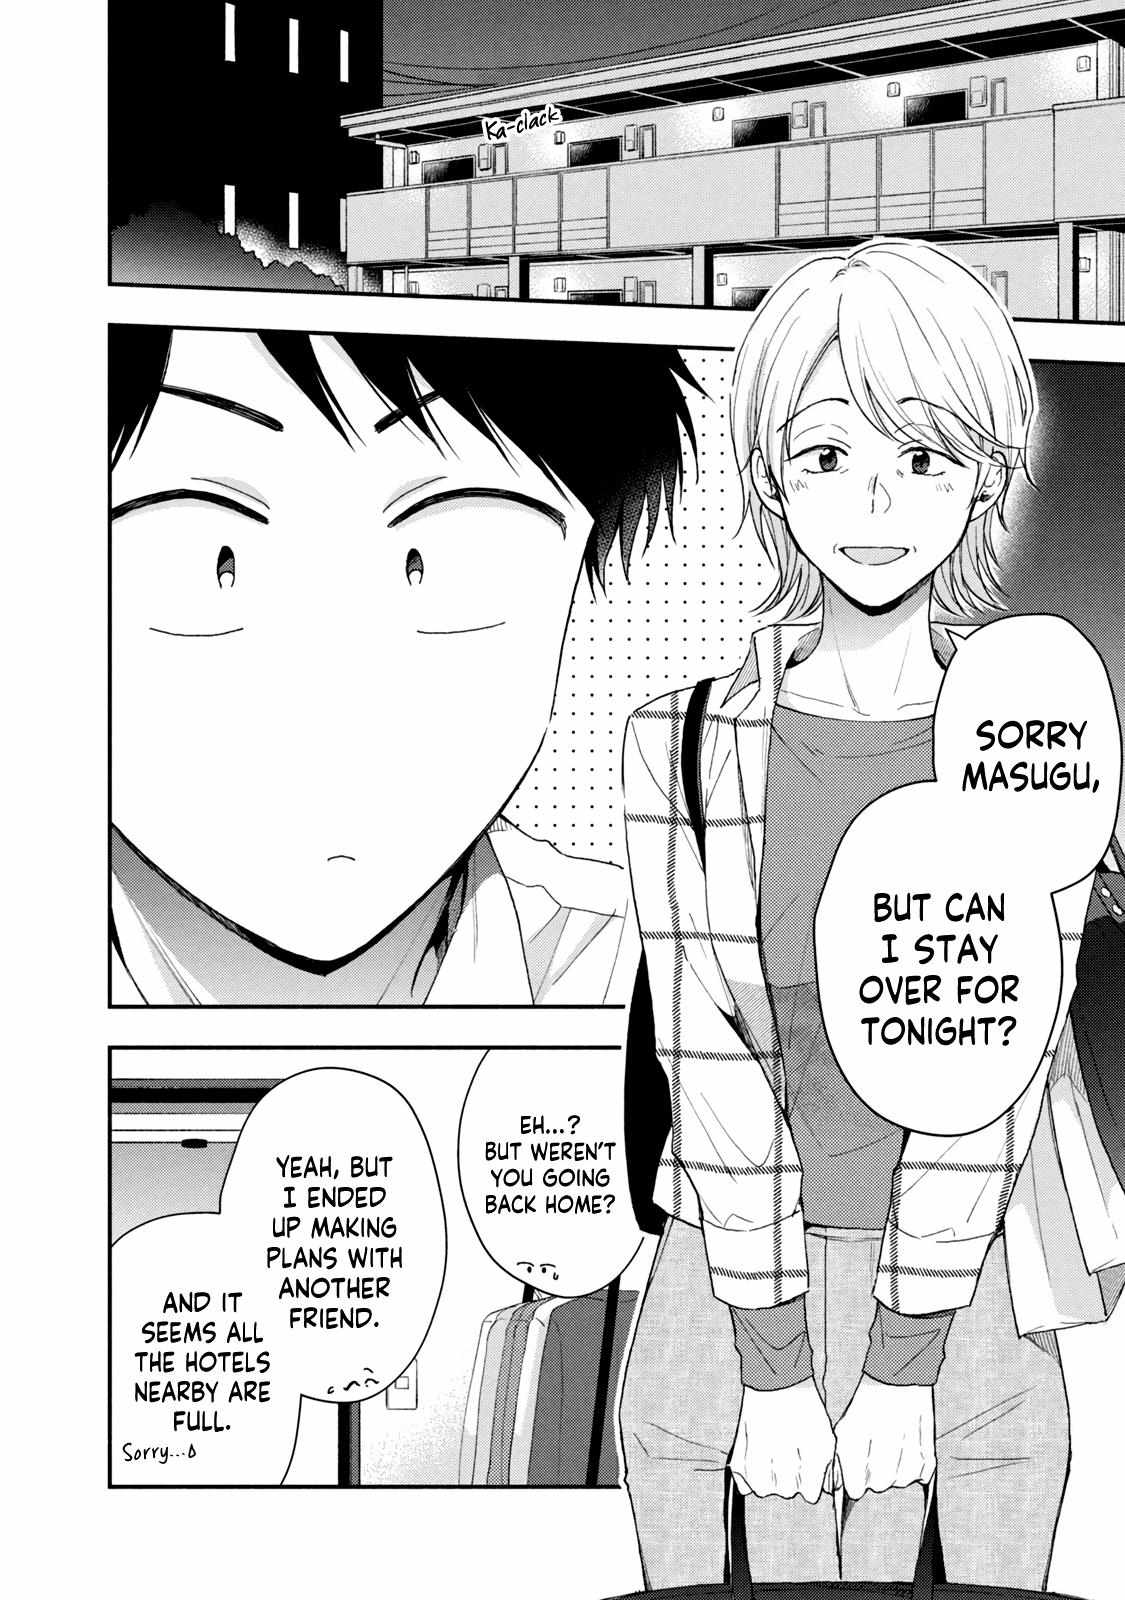 Ka-clack
SORRY
MASUGU,
BUT CAN
I STAY
OVER FOR
TONIGHT?
EH...?
BUT WEREN'T
YOU GOING
BACK HOME?
YEAH, BUT
I ENDED
UP MAKING
PLANS WITH
ANOTHER
FRIEND.
AND IT
SEEMS ALL
THE HOTELS
NEARBY ARE
FULL.
Sorry...